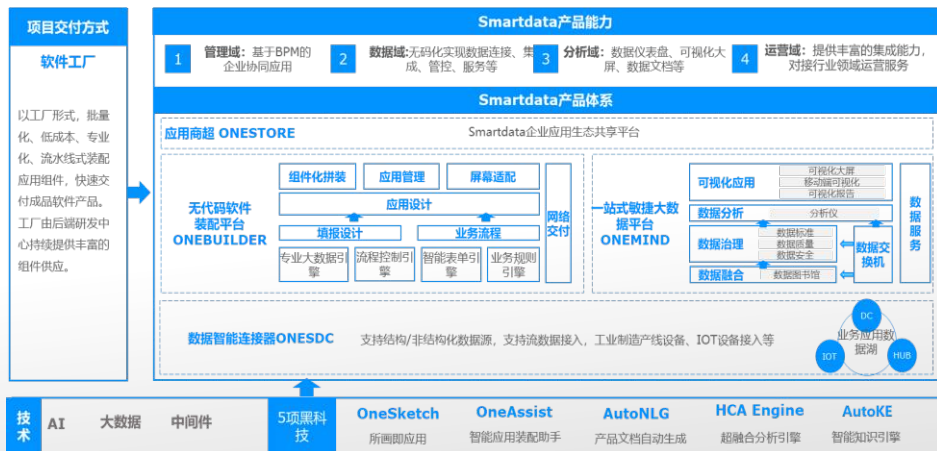 项目交付方式
软件工厂
以工厂形式，批量
化、低成本、专业
化、流水线式装配
应用组件，快速交
付成品软件产品。
工厂由后端研发中
心持续提供丰富的
组件供应。
Smartdata产品能力
1
管理域：基于BPM的
企业协同应用
2
数据域:无码化实现数据连接、集
成、管控、服务等
3
分析域：数据仪表盘、可视化大
屏、数据文档等
4
运营域：提供丰富的集成能力，
对接行业领域运营服务
Smartdata产品体系
应用商超 ONESTORE
Smartdata企业应用生态共享平台
无代码软件
装配平台
ONEBUILDER
组件化拼装
应用管理
屏幕适配
应用设计
填报设计
业务流程
专业大数据引
擎
流程控制引
擎
智能表单引
擎
业务规则
引擎
网络
交付
一站式敏捷大数
据平台
ONEMIND
可视化应用
可视化大屏
移动端可视化
可视化报告
数据分析
分析仪
数据治理
数据标准
数据质量
数据安全
数据融合
数据图书馆
数据交
换机
数
据
服
务
数据智能连接器ONESDC
支持结构/非结构化数据源，支持流数据接入，工业制造产线设备、IOT设备接入等
DC
业务应用数
据湖
IOT
HUB
技
术
AI
大数据
中间件
5项黑科
技
OneSketch
所画即应用
OneAssist
智能应用装配助手
AutoNLG
产品文档自动生成
HCA Engine
超融合分析引擎
AutoKE
智能知识引擎